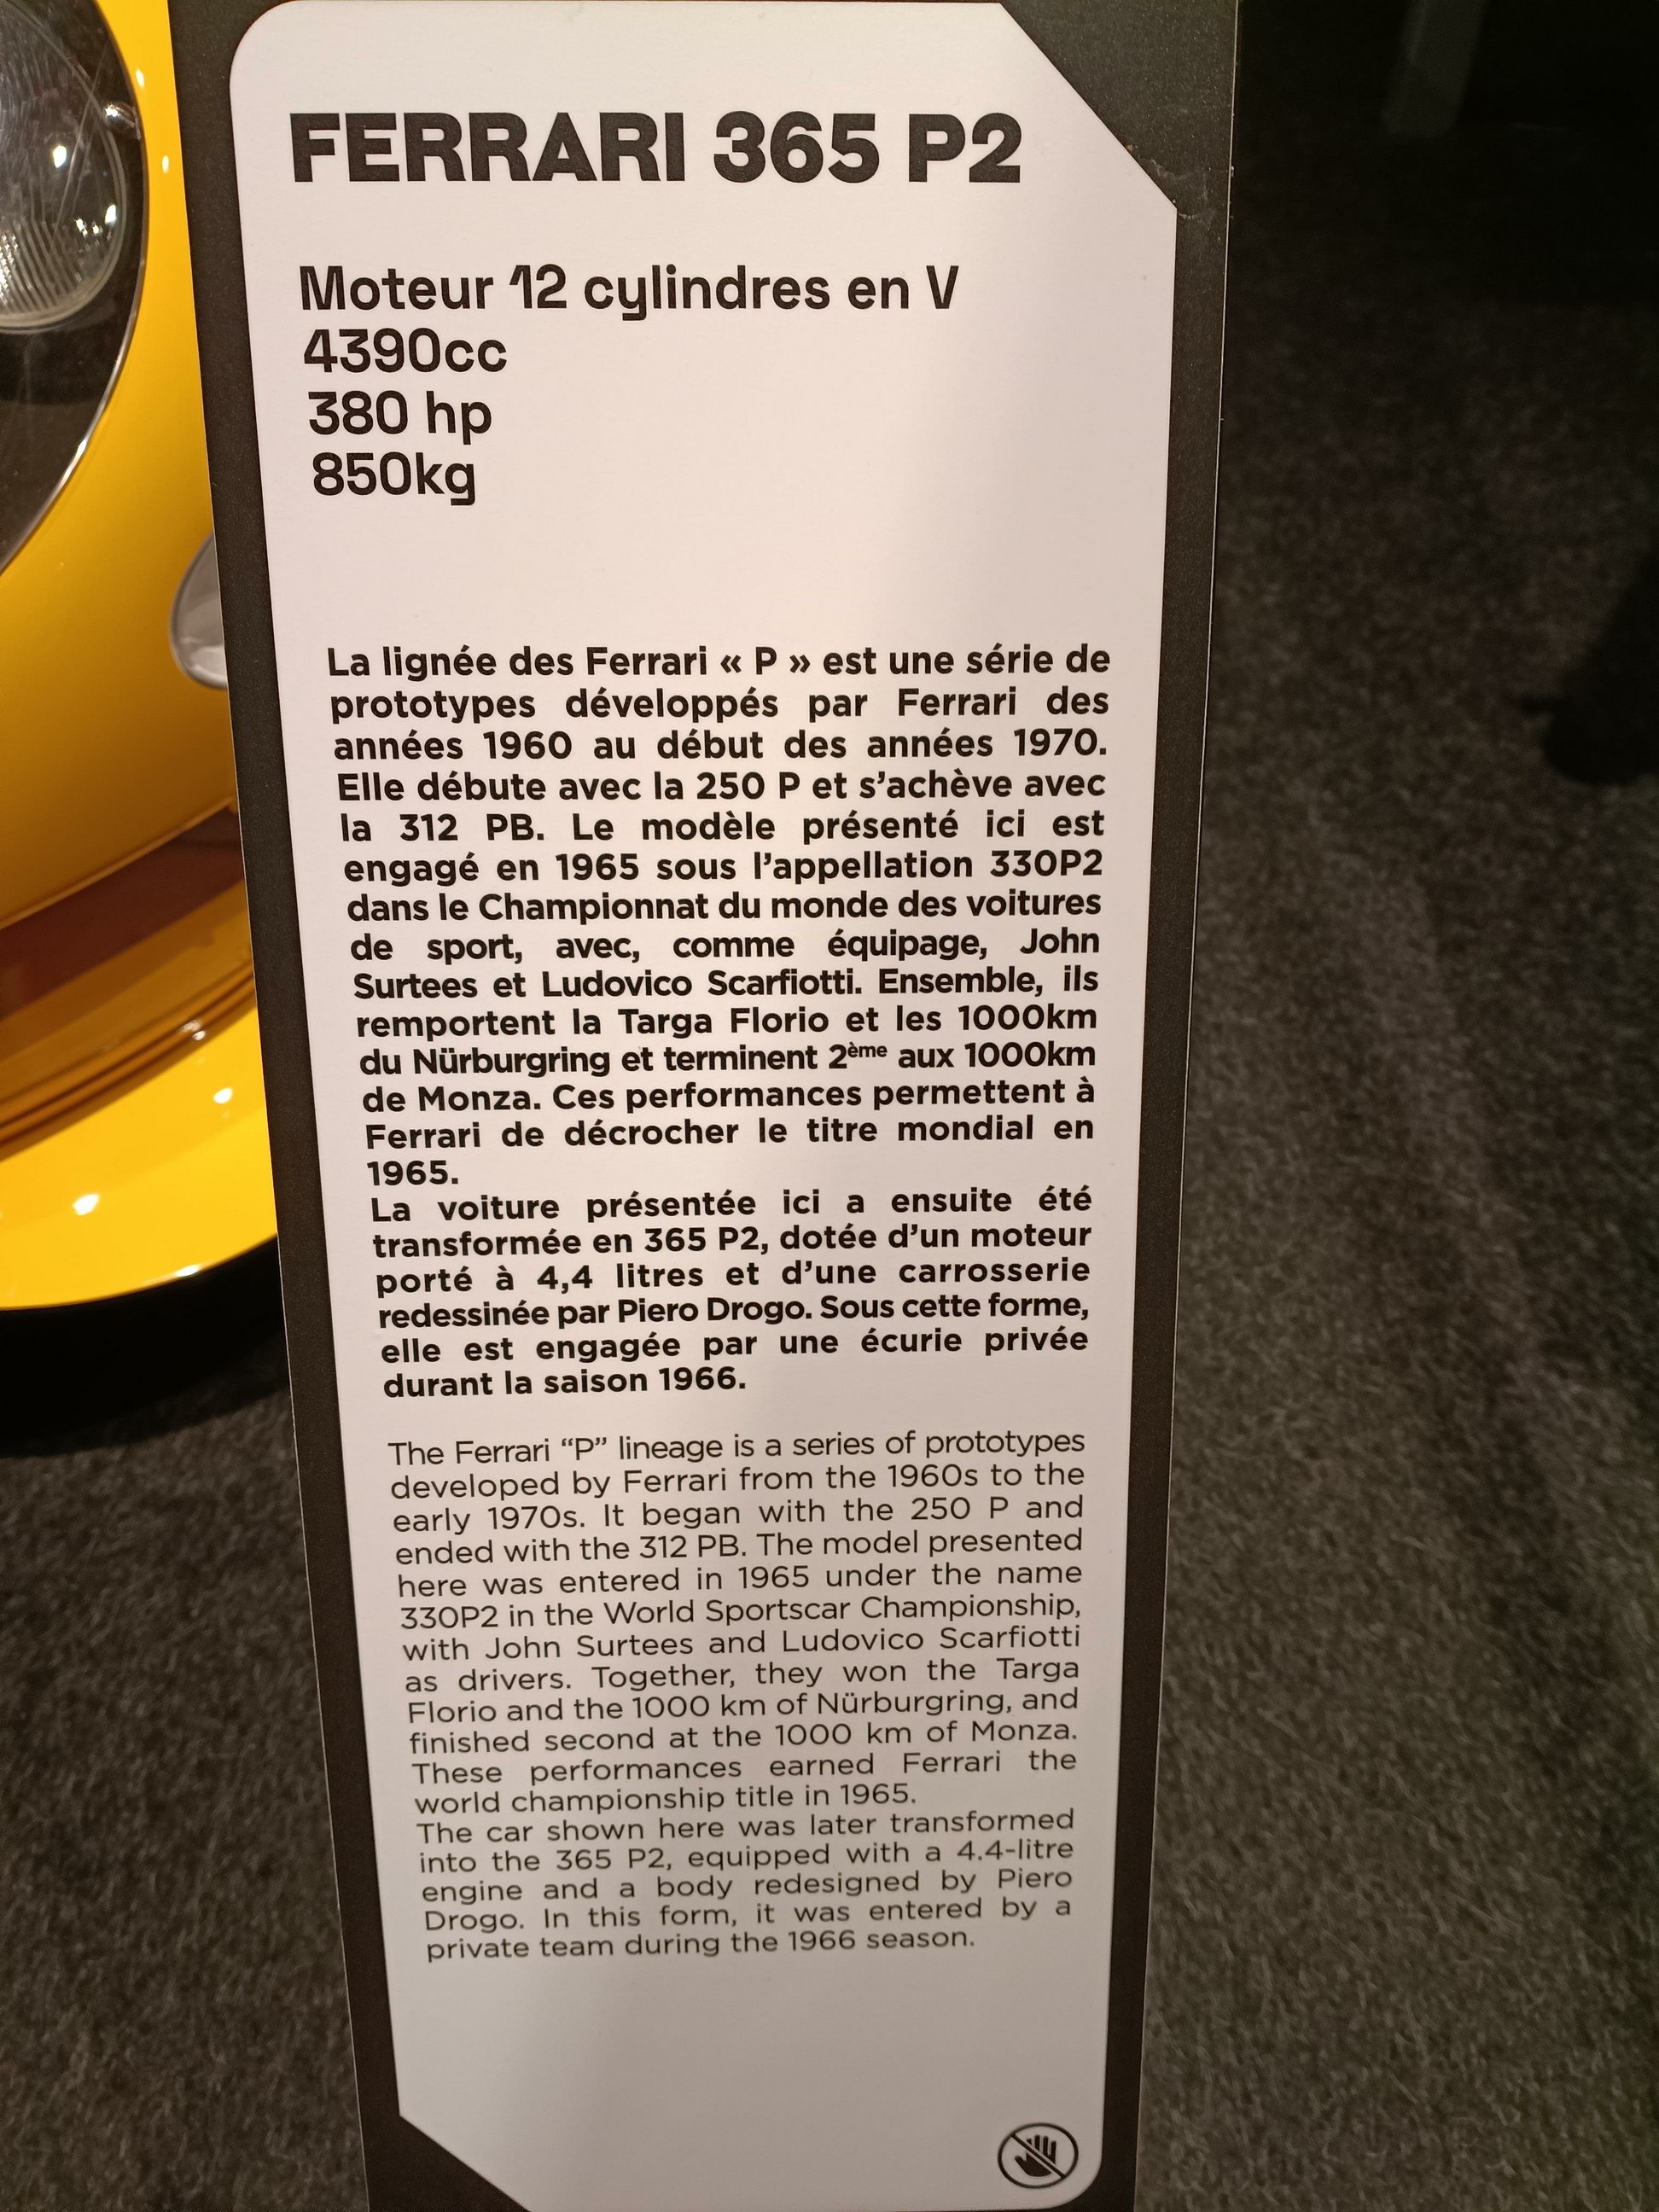 FERRARI 365 P2
Moteur 12 cylindres en V
4390cc
380 hp
850kg
La lignée des Ferrari « P » est une série de
prototypes développés par Ferrari des
années 1960 au début des années 1970.
Elle débute avec la 250 P et s’achève avec
la 312 PB. Le modèle présenté ici est
engagé en 1965 sous l’appellation 330P2
dans le Championnat du monde des voitures
de sport, avec, comme équipage, John
Surtees et Ludovico Scarfiotti. Ensemble, ils
remportent la Targa Florio et les 1000km
du Nürburgring et terminent 2ème aux 1000km
de Monza. Ces performances permettent à
Ferrari de décrocher le titre mondial en
1965.
La voiture présentée ici a ensuite été
transformée en 365 P2, dotée d’un moteur
porté à 4,4 litres et d’une carrosserie
redessinée par Piero Drogo. Sous cette forme,
elle est engagée par une écurie privée
durant la saison 1966.
The Ferrari “P” lineage is a series of prototypes
developed by Ferrari from the 1960s to the
early 1970s. It began with the 250 P and
ended with the 312 PB. The model presented
here was entered in 1965 under the name
330P2 in the World Sportscar Championship,
with John Surtees and Ludovico Scarfiotti
as drivers. Together, they won the Targa
Florio and the 1000 km of Nürburgring, and
finished second at the 1000 km of Monza.
These performances earned Ferrari the
world championship title in 1965.
The car shown here was later transformed
into the 365 P2, equipped with a 4.4-litre
engine and a body redesigned by Piero
Drogo. In this form, it was entered by a
private team during the 1966 season.